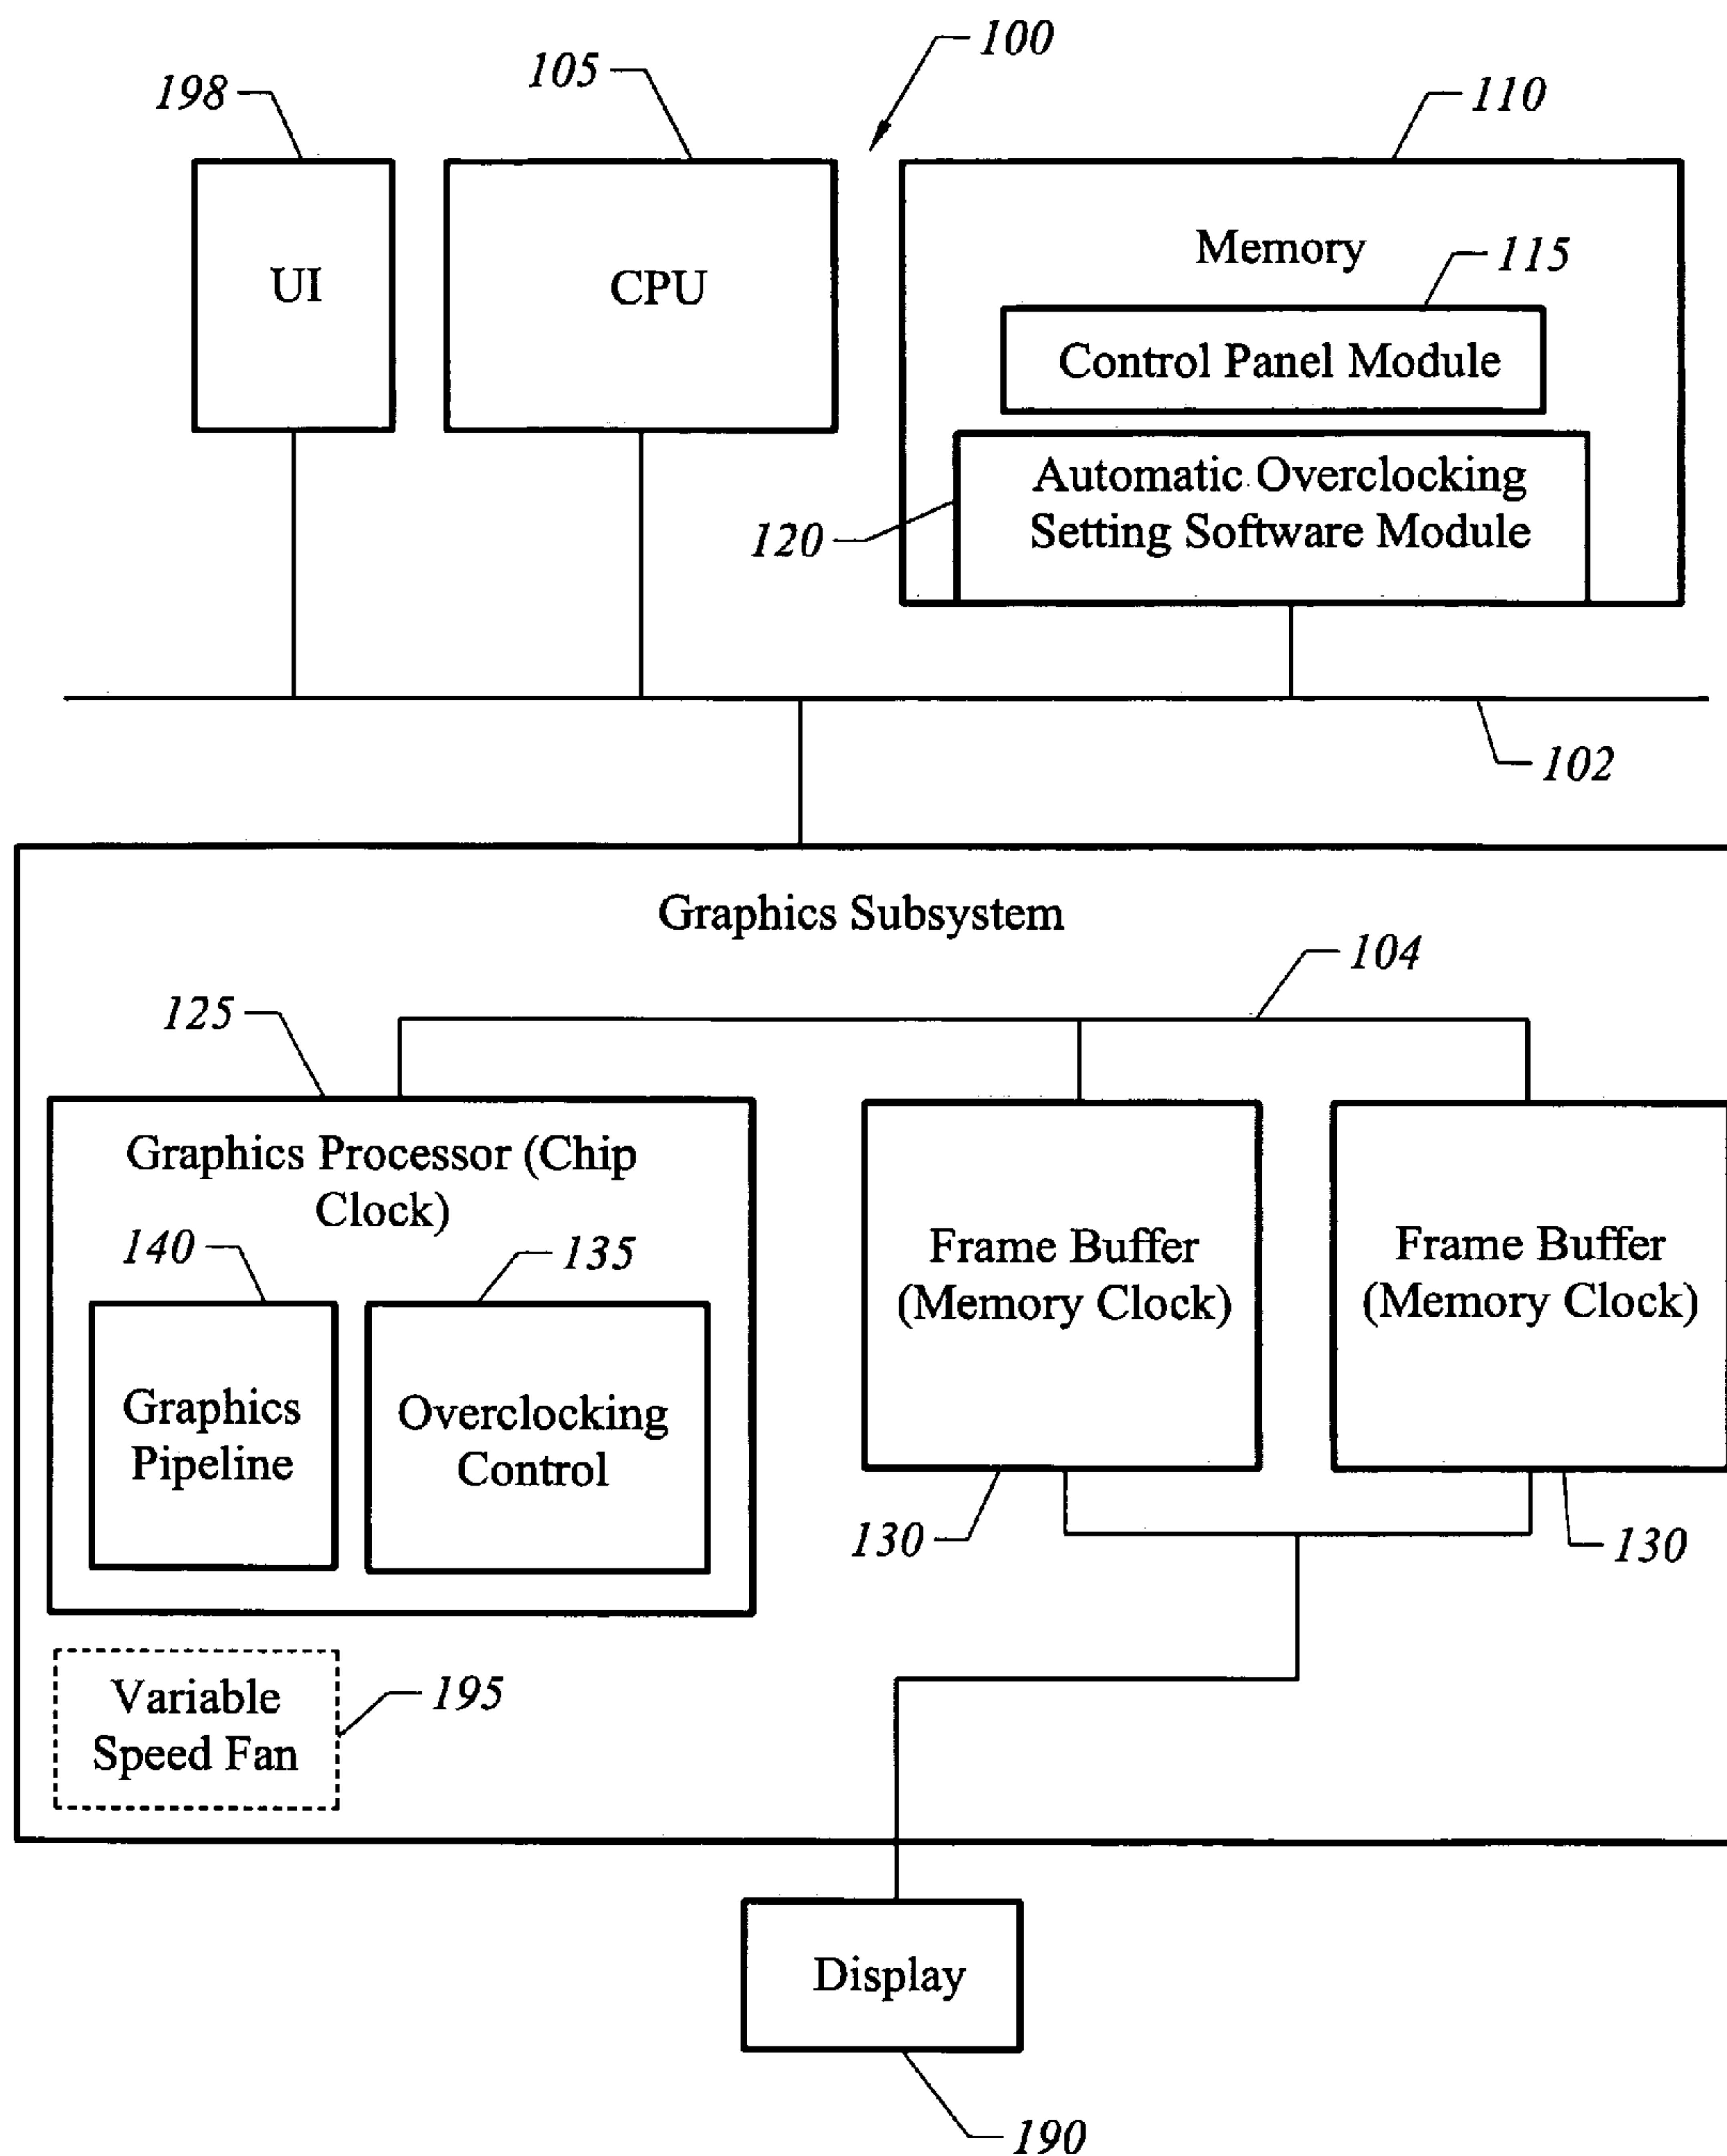 100
198
105
110
UI
CPU
Memory
115
Control Panel Module
Automatic Overclocking
Setting Software Module
120
102
Graphics Subsystem
104
125
Graphics Processor (Chip
Clock)
140
135
Graphics
Pipeline
Overclocking
Control
Frame Buffer
(Memory Clock)
Frame Buffer
(Memory Clock)
130
130
Variable
Speed Fan
195
Display
190